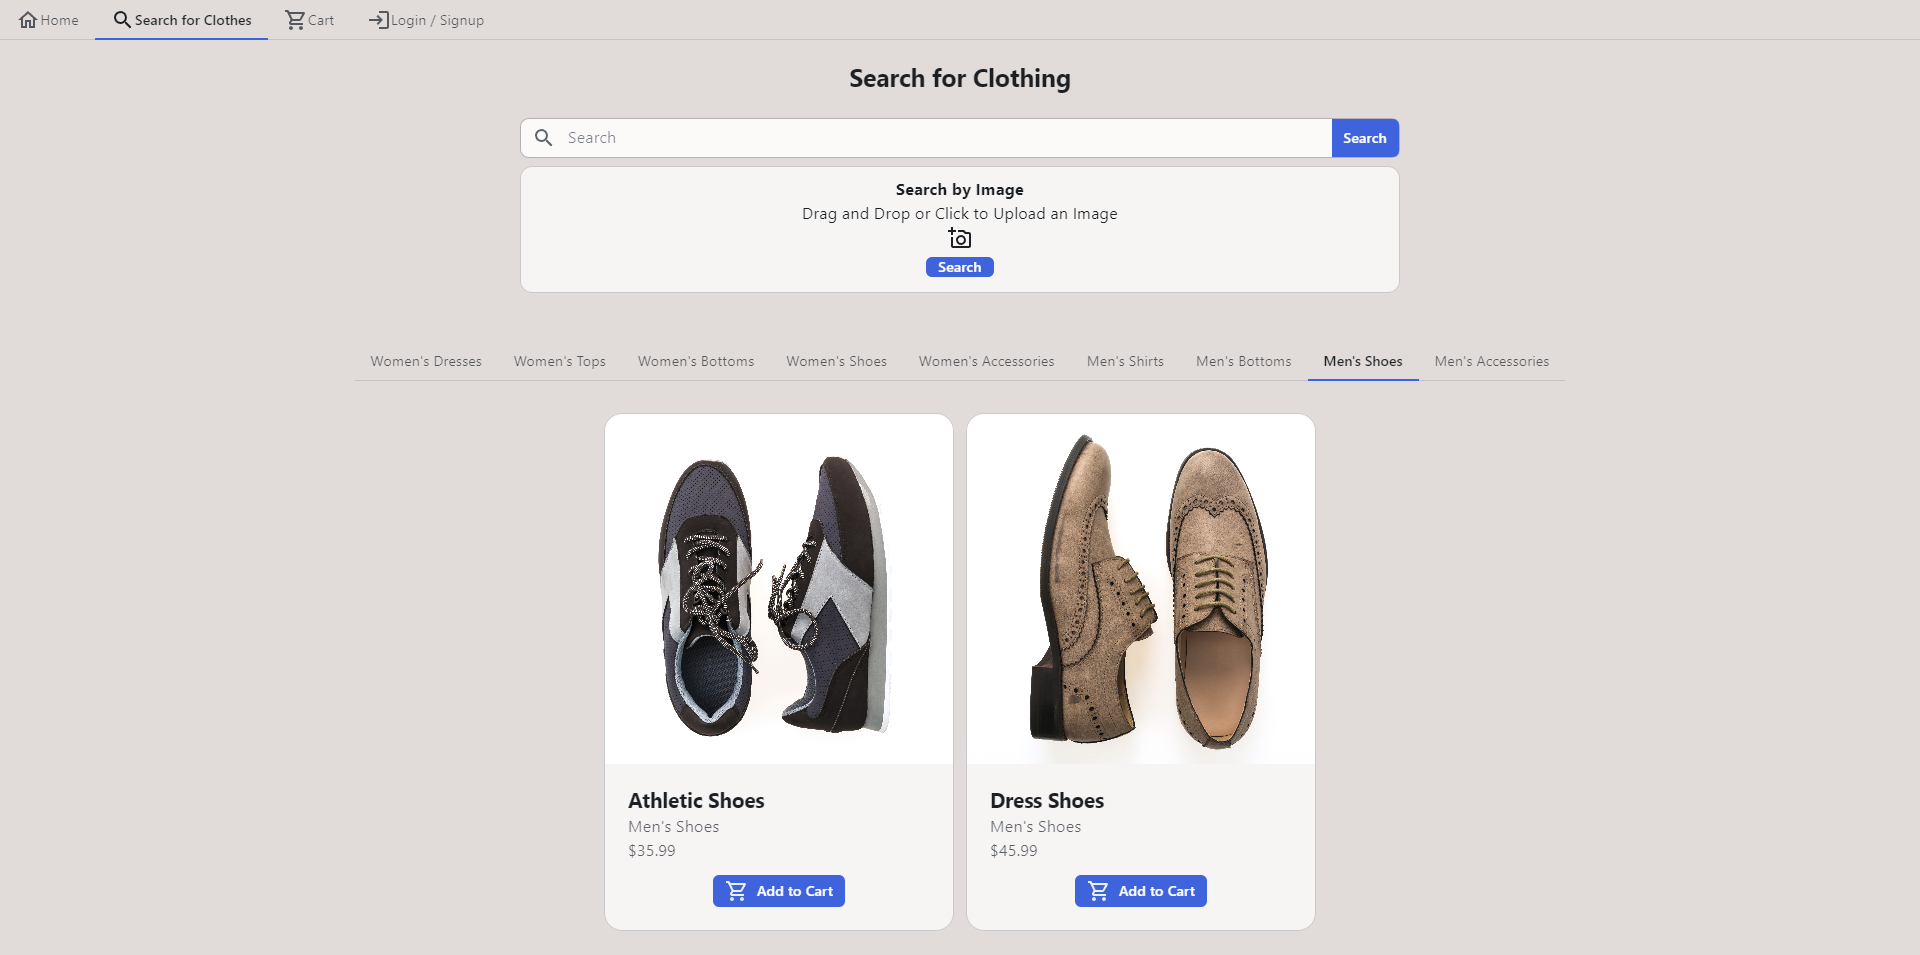 Home
Search for Clothes
Cart
Login / Signup
Search for Clothing
Search
Search
Search by Image
Drag and Drop or Click to Upload an Image
Search
Women's Dresses
Women's Tops
Women's Bottoms
Women's Shoes
Women's Accessories
Men's Shirts
Men's Bottoms
Men's Shoes
Men's Accessories
Athletic Shoes
Men's Shoes
$35.99
Add to Cart
Dress Shoes
Men's Shoes
$45.99
Add to Cart